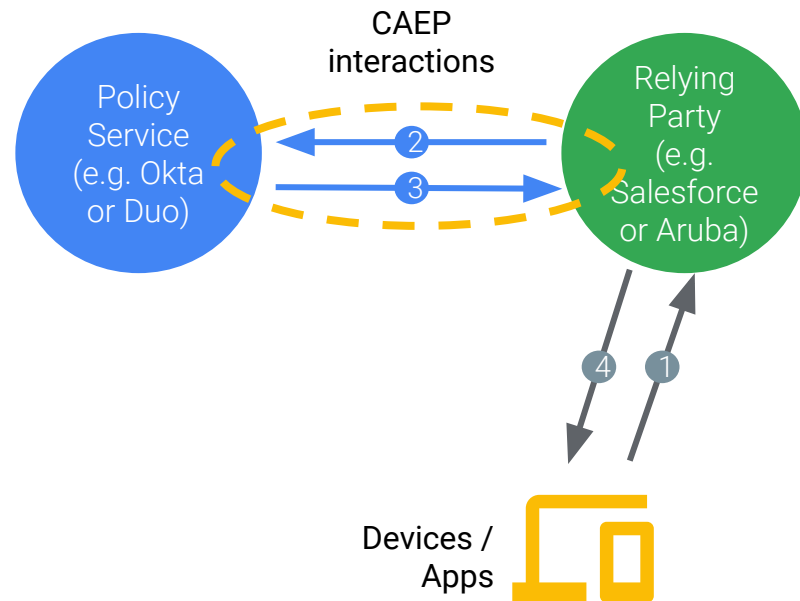 CAEP
interactions
Policy
Service
(e.g. Okta
or Duo)
Relying
Party
(e.g.
Salesforce
or Aruba)
2
3
4
1
Devices /
Apps